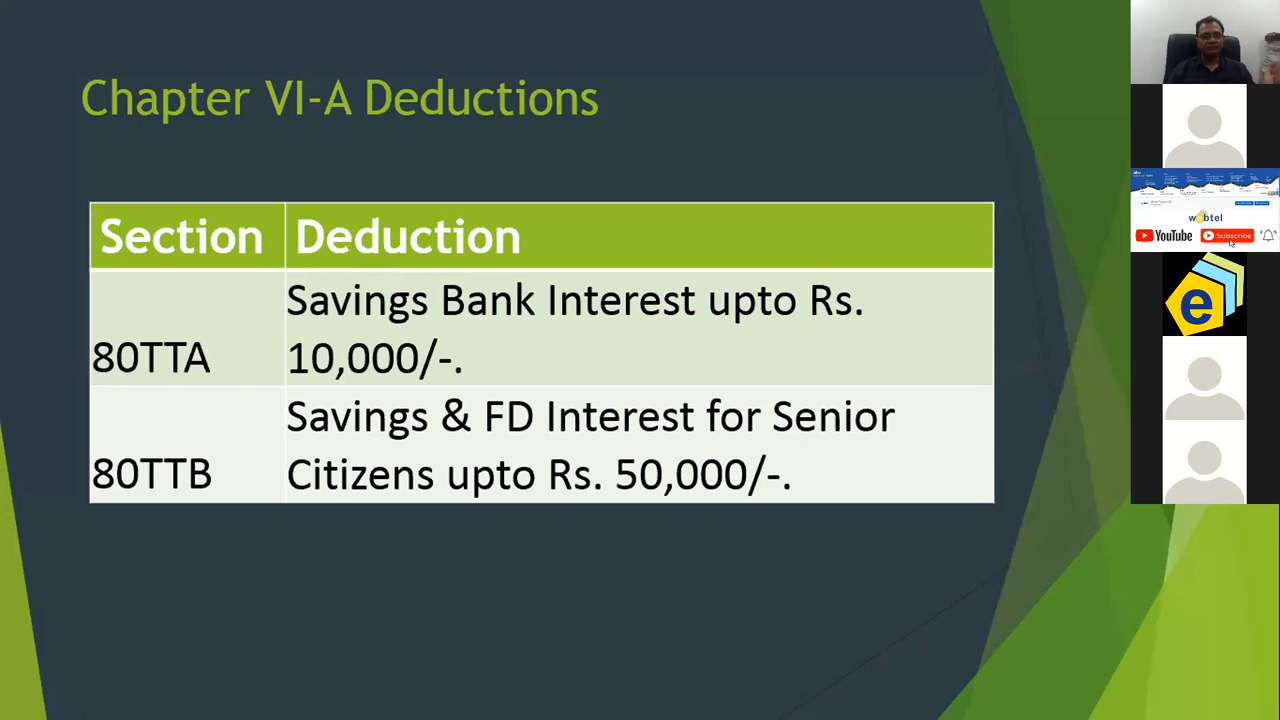 Chapter VI-A Deductions
Section Deduction
80TTA Savings Bank Interest upto Rs.
10,000/-.
80TTB Savings & FD Interest for Senior
Citizens upto Rs. 50,000/-.
webtel
YouTube Subscribe
e